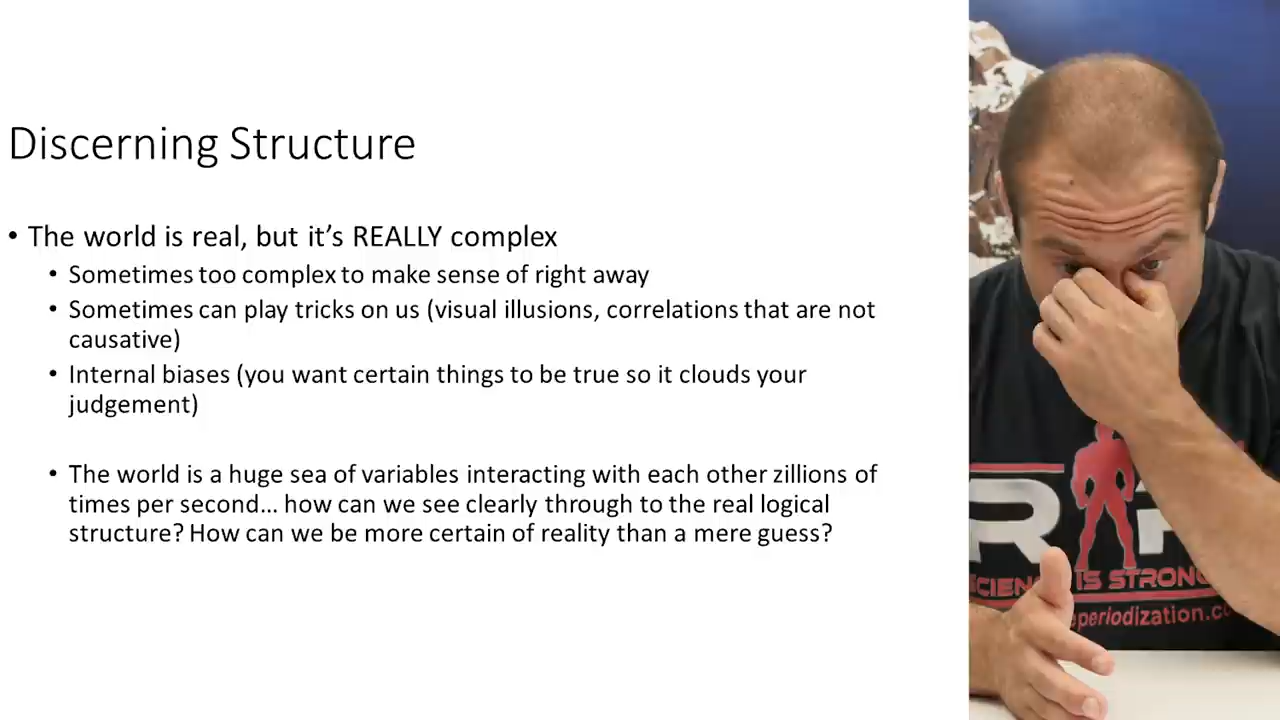 Discerning Structure
• The world is real, but it's REALLY complex
• Sometimes too complex to make sense of right away
• Sometimes can play tricks on us (visual illusions, correlations that are not
causative)
• Internal biases (you want certain things to be true so it clouds your
judgement)
• The world is a huge sea of variables interacting with each other zillions of
times per second... how can we see clearly through to the real logical
structure? How can we be more certain of reality than a mere guess?
R P
IS STRONG
periodization.c